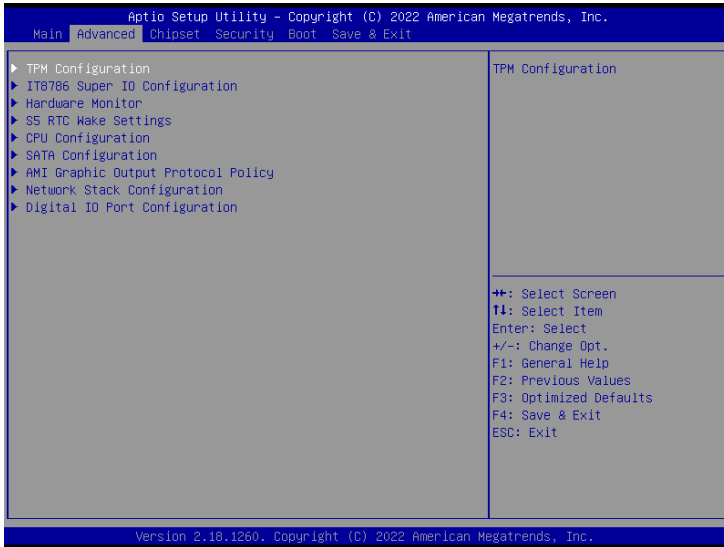 Aptio Setup Utility – Copyright (C) 2022 American Megatrends, Inc.
Main Advanced Chipset Security Boot Save & Exit
▶ TPM Configuration
▶ IT8786 Super IO Configuration
▶ Hardware Monitor
▶ S5 RTC Wake Settings
▶ CPU Configuration
▶ SATA Configuration
▶ AMI Graphic Output Protocol Policy
▶ Network Stack Configuration
▶ Digital IO Port Configuration
TPM Configuration
→←: Select Screen
↑↓: Select Item
Enter: Select
+/-: Change Opt.
F1: General Help
F2: Previous Values
F3: Optimized Defaults
F4: Save & Exit
ESC: Exit
Version 2.18.1260. Copyright (C) 2022 American Megatrends, Inc.